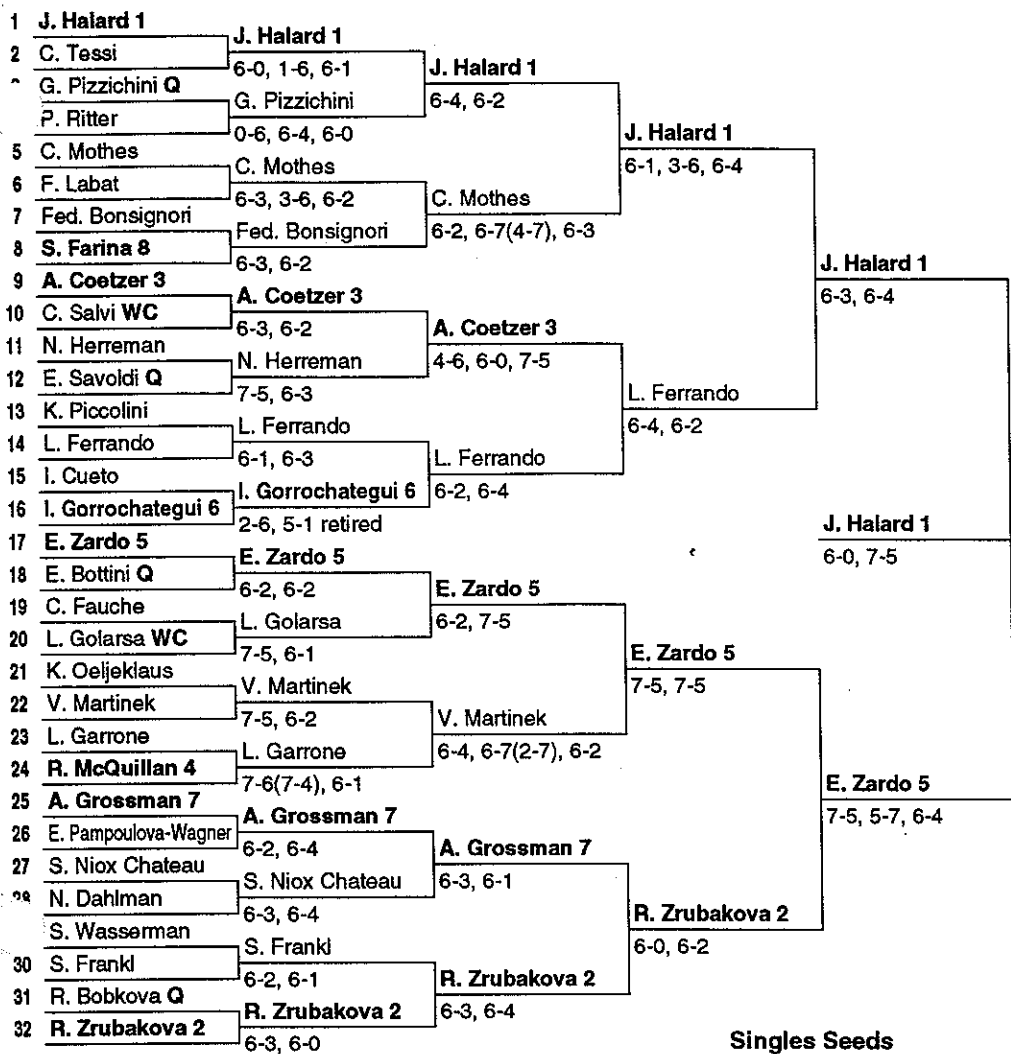 1 J. Halard 1
2 C. Tessi
G. Pizzichini Q
P. Ritter
5 C. Mothes
6 F. Labat
7 Fed. Bonsignori
8 S. Farina 8
9 A. Coetzer 3
10 C. Salvi WC
11 N. Herreman
12 E. Savoldi Q
13 K. Piccolini
14 L. Ferrando
15 I. Cueto
16 I. Gorrochategui 6
17 E. Zardo 5
18 E. Bottini Q
19 C. Fauche
20 L. Golarsa WC
21 K. Oeljeklaus
22 V. Martinek
23 L. Garrone
24 R. McQuillan 4
25 A. Grossman 7
26 E. Pampoulova-Wagner
27 S. Niox Chateau
28 N. Dahlman
S. Wasserman
30 S. Frankl
31 R. Bobkova Q
32 R. Zrubakova 2
J. Halard 1
6-0, 1-6, 6-1
G. Pizzichini
0-6, 6-4, 6-0
C. Mothes
6-3, 3-6, 6-2
Fed. Bonsignori
6-3, 6-2
A. Coetzer 3
6-3, 6-2
N. Herreman
7-5, 6-3
L. Ferrando
6-1, 6-3
I. Gorrochategui 6
2-6, 5-1 retired
E. Zardo 5
6-2, 6-2
L. Golarsa
7-5, 6-1
V. Martinek
7-5, 6-2
L. Garrone
7-6(7-4), 6-1
A. Grossman 7
6-2, 6-4
S. Niox Chateau
6-3, 6-4
S. Frankl
6-2, 6-1
R. Zrubakova 2
6-3, 6-0
J. Halard 1
6-4, 6-2
C. Mothes
6-2, 6-7(4-7), 6-3
A. Coetzer 3
4-6, 6-0, 7-5
L. Ferrando
6-2, 6-4
E. Zardo 5
6-2, 7-5
V. Martinek
6-4, 6-7(2-7), 6-2
A. Grossman 7
6-3, 6-1
R. Zrubakova 2
6-3, 6-4
J. Halard 1
6-1, 3-6, 6-4
L. Ferrando
6-4, 6-2
E. Zardo 5
7-5, 7-5
R. Zrubakova 2
6-0, 6-2
J. Halard 1
6-3, 6-4
E. Zardo 5
7-5, 5-7, 6-4
J. Halard 1
6-0, 7-5
Singles Seeds